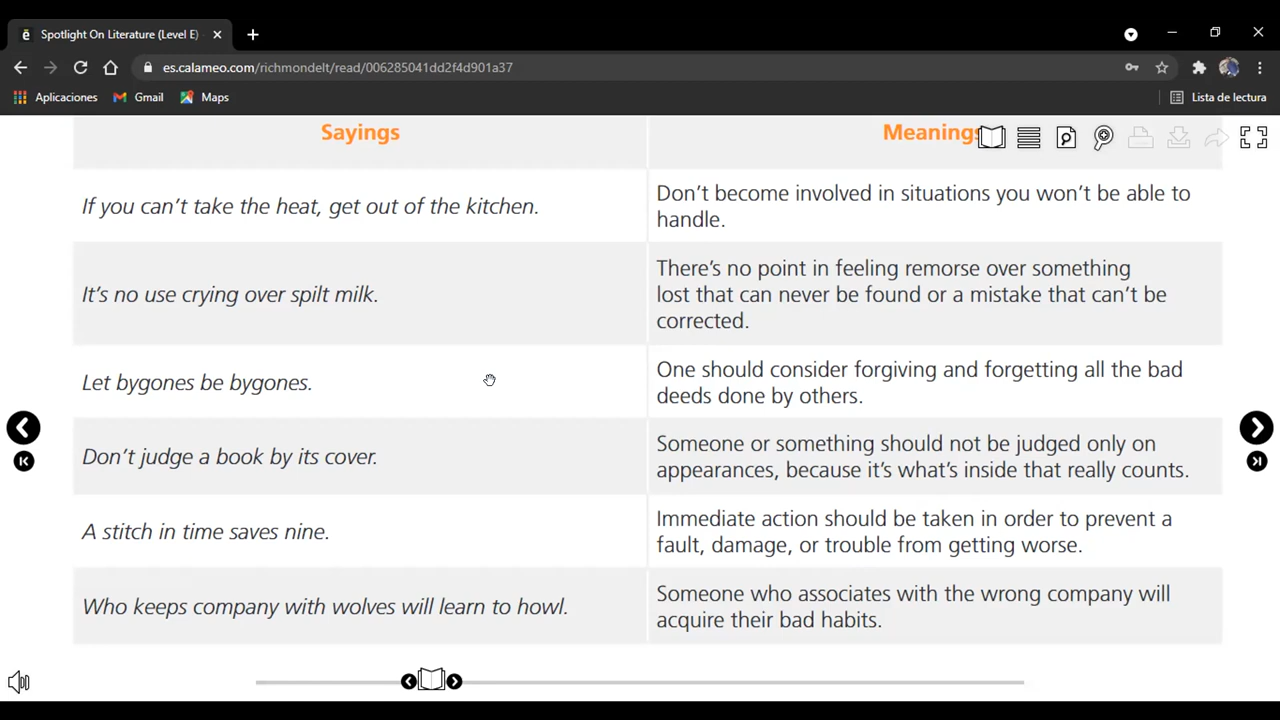 Spotlight On Literature (Level E)
es.calameo.com/richmondelt/read/006285041dd2f4d901a37
Aplicaciones Gmail Maps Lista de lectura
Sayings Meanings
If you can't take the heat, get out of the kitchen.
Don't become involved in situations you won't be able to
handle.
It's no use crying over spilt milk.
There's no point in feeling remorse over something
lost that can never be found or a mistake that can't be
corrected.
Let bygones be bygones.
One should consider forgiving and forgetting all the bad
deeds done by others.
Don't judge a book by its cover.
Someone or something should not be judged only on
appearances, because it's what's inside that really counts.
A stitch in time saves nine.
Immediate action should be taken in order to prevent a
fault, damage, or trouble from getting worse.
Who keeps company with wolves will learn to howl.
Someone who associates with the wrong company will
acquire their bad habits.